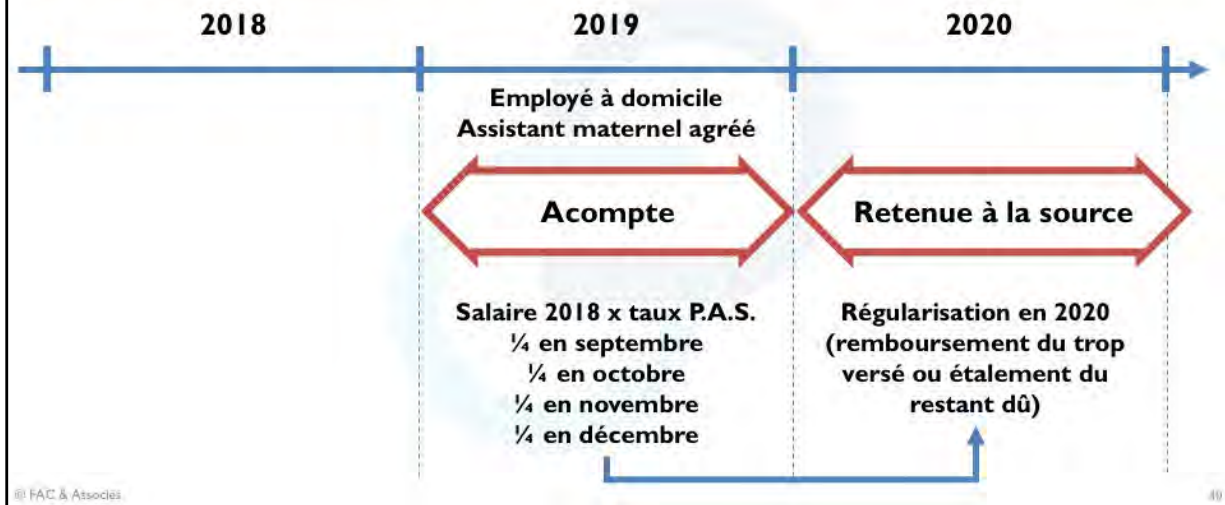 2018
2019
2020
Employé à domicile
Assistant maternel agréé
Acompte
Retenue à la source
Salaire 2018 x taux P.A.S.
¼ en septembre
¼ en octobre
¼ en novembre
¼ en décembre
Régularisation en 2020
(remboursement du trop
versé ou étalement du
restant dû)
© FAC & Associés